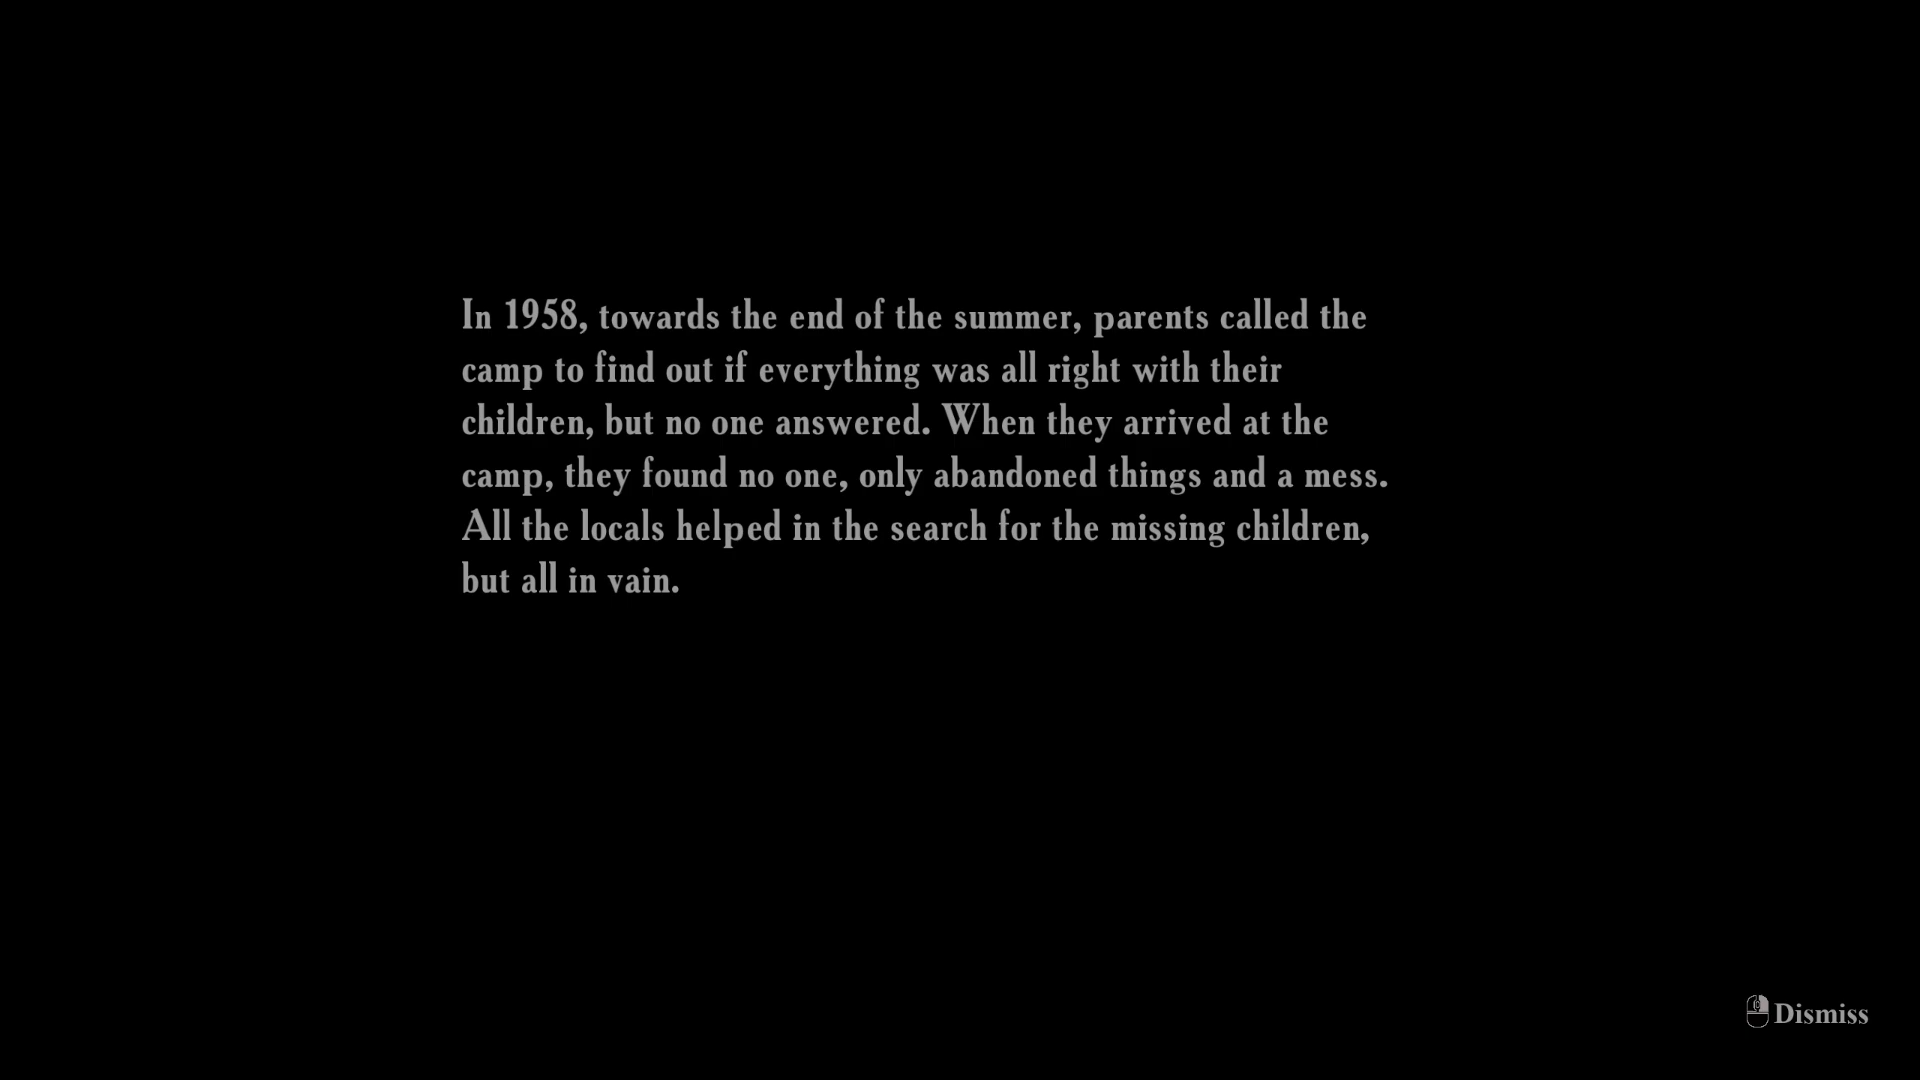 In 1958, towards the end of the summer, parents called the
camp to find out if everything was all right with their
children, but no one answered. When they arrived at the
camp, they found no one, only abandoned things and a mess.
All the locals helped in the search for the missing children,
but all in vain.
Dismiss